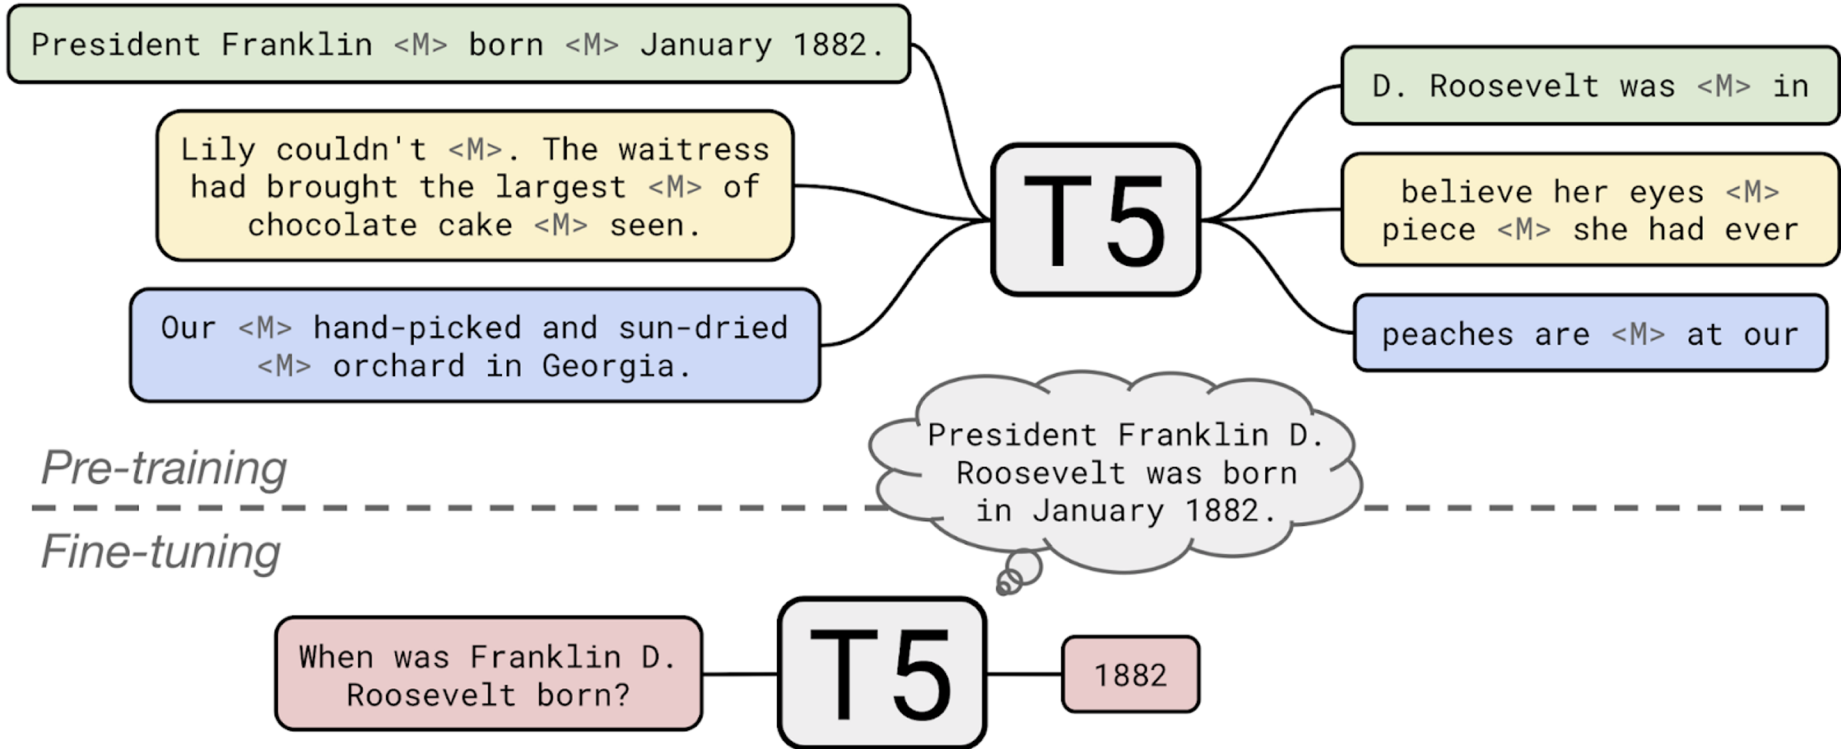 President Franklin <M> born <M> January 1882.
Lily couldn't <M>. The waitress
had brought the largest <M> of
chocolate cake <M> seen.
Our <M> hand-picked and sun-dried
<M> orchard in Georgia.
T5
D. Roosevelt was <M> in
believe her eyes <M>
piece <M> she had ever
peaches are <M> at our
Pre-training
President Franklin D.
Roosevelt was born
in January 1882.
Fine-tuning
When was Franklin D.
Roosevelt born?
T5
1882